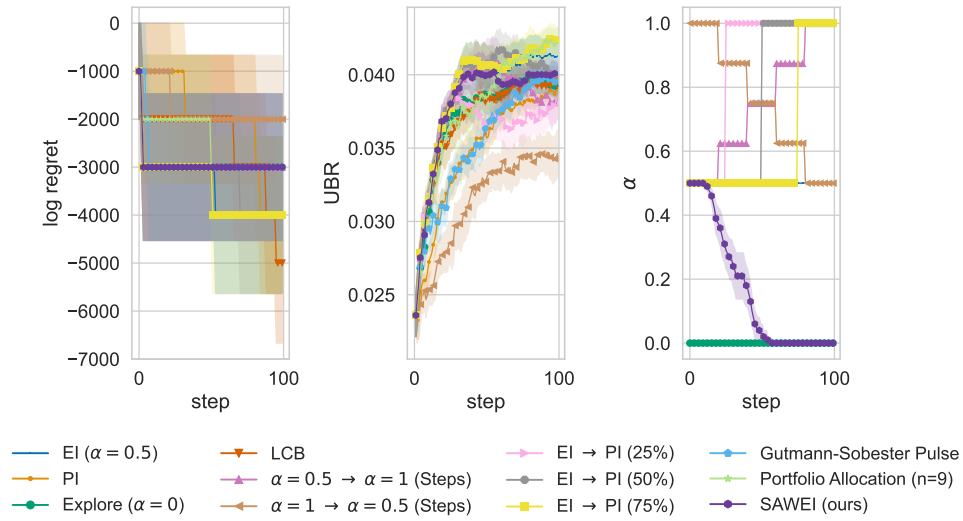 −0
−1000
−2000
−3000
−4000
−5000
−6000
−7000
log regret
0
100
step
0.040
0.035
0.030
0.025
UBR
0
100
step
1.0
0.8
0.6
0.4
0.2
0.0
α
0
100
step
EI (α = 0.5)
PI
Explore (α = 0)
LCB
α = 0.5 → α = 1 (Steps)
α = 1 → α = 0.5 (Steps)
EI → PI (25%)
EI → PI (50%)
EI → PI (75%)
Gutmann-Sobester Pulse
Portfolio Allocation (n=9)
SAWEI (ours)